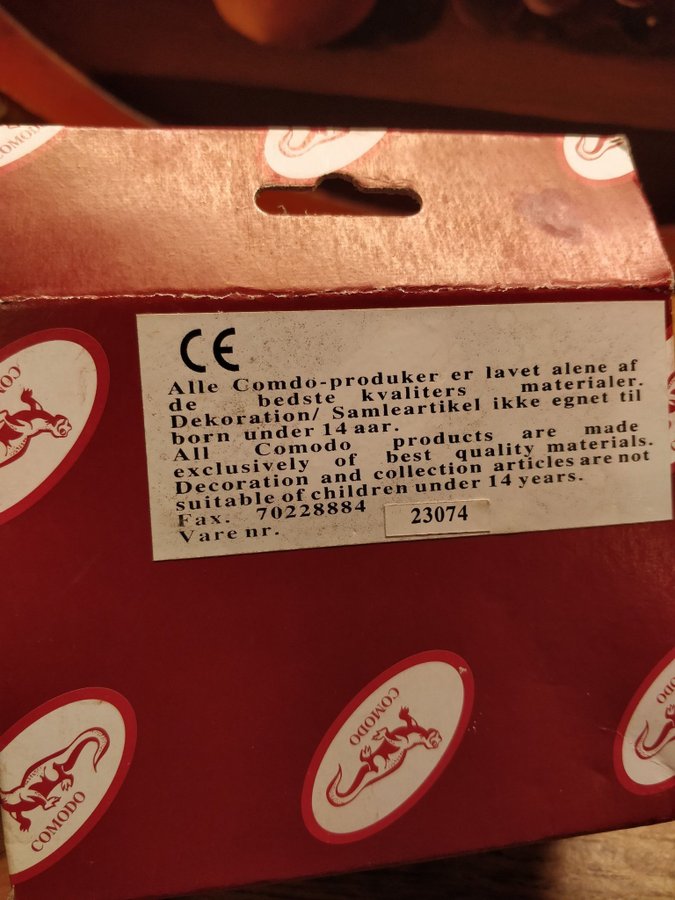 COMODO
CE
Alle Comdo-produker er lavet alene af
de bedste kvaliters materialer.
Dekoration/ Samleartikel ikke egnet til
born under 14 aar.
All Comodo products are made
exclusively of best quality materials.
Decoration and collection articles are not
suitable of children under 14 years.
Fax. 70228884
Vare nr. 23074
COMODO
COMODO
COMODO